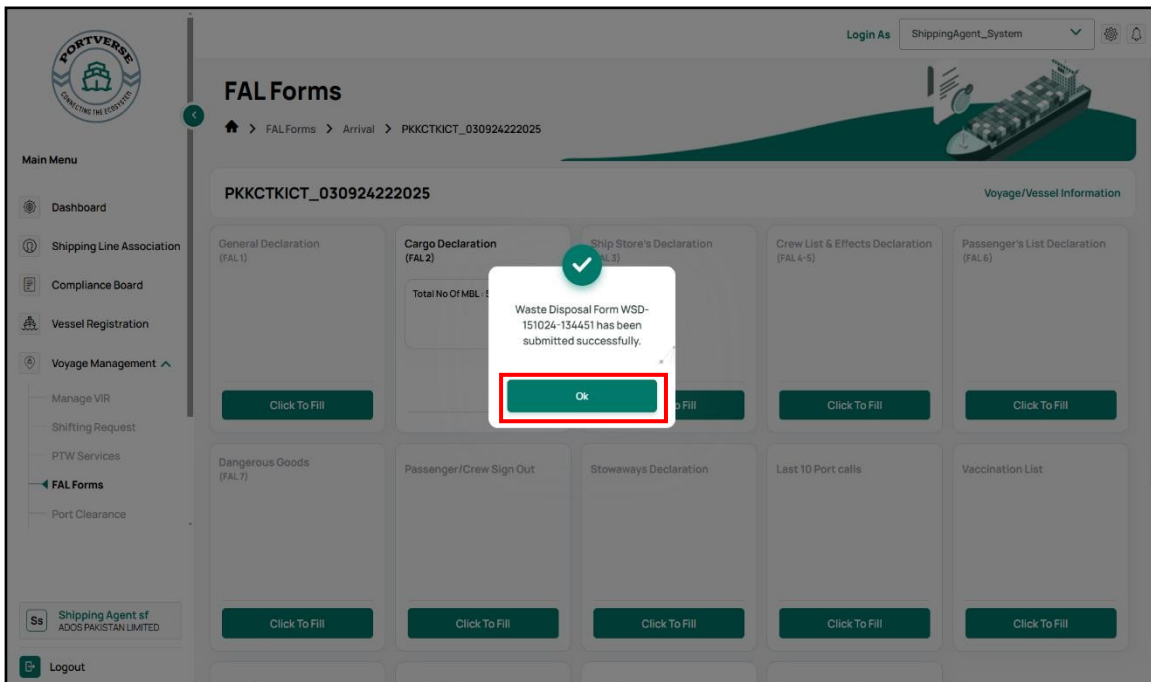 PORTVERSE
CONNECTING THE ECOSYSTEM
Login As
ShippingAgent_System
FAL Forms
> FAL Forms > Arrival > PKKCTKICT_030924222025
Main Menu
Dashboard
Shipping Line Association
Compliance Board
Vessel Registration
Voyage Management
Manage VIR
Shifting Request
PTW Services
FAL Forms
Port Clearance
Ss
Shipping Agent sf
ADOS PAKISTAN LIMITED
Logout
PKKCTKICT_030924222025
Voyage/Vessel Information
General Declaration
(FAL 1)
Click To Fill
Cargo Declaration
(FAL 2)
Total No Of MBL
Ship Store's Declaration
AL 3)
o Fill
Crew List & Effects Declaration
(FAL 4-5)
Click To Fill
Passenger's List Declaration
(FAL 6)
Click To Fill
Waste Disposal Form WSD-
151024-134451 has been
submitted successfully.
Ok
Dangerous Goods
(FAL 7)
Click To Fill
Passenger/Crew Sign Out
Click To Fill
Stowaways Declaration
Click To Fill
Last 10 Port calls
Click To Fill
Vaccination List
Click To Fill